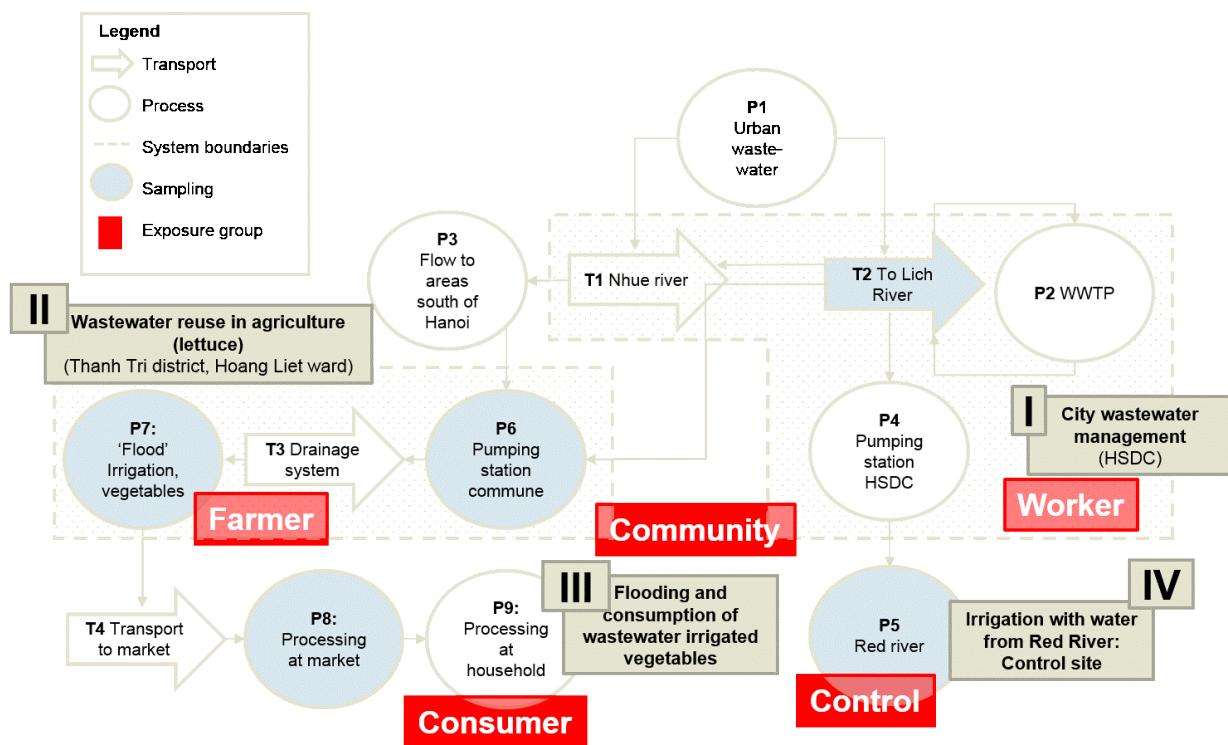 Legend
Transport
Process
System boundaries
Sampling
Exposure group
P1
Urban
waste–
water
P3
Flow to
areas
south of
Hanoi
T1 Nhue river
T2 To Lich
River
P2 WWTP
II
Wastewater reuse in agriculture
(lettuce)
(Thanh Tri district, Hoang Liet ward)
I
City wastewater
management
(HSDC)
P7:
‘Flood’
Irrigation,
vegetables
T3 Drainage
system
P6
Pumping
station
commune
P4
Pumping
station
HSDC
Farmer
Community
Worker
T4 Transport
to market
P8:
Processing
at market
P9:
Processing
at
household
III
Flooding and
consumption of
wastewater irrigated
vegetables
P5
Red river
IV
Irrigation with water
from Red River:
Control site
Consumer
Control